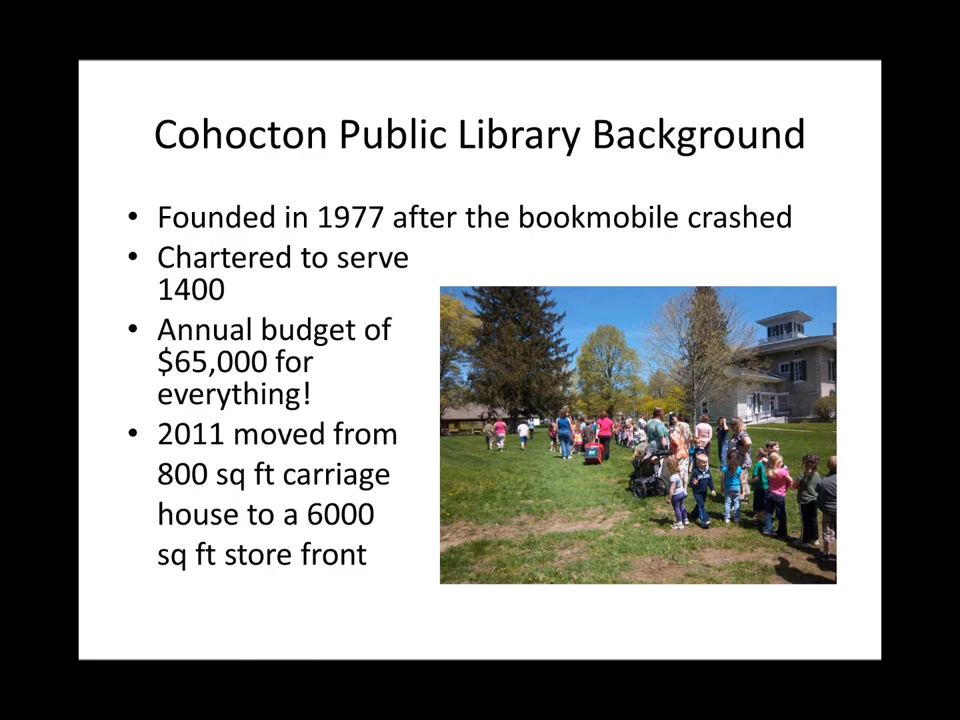 Cohocton Public Library Background
• Founded in 1977 after the bookmobile crashed
• Chartered to serve
1400
• Annual budget of
$65,000 for
everything!
• 2011 moved from
800 sq ft carriage
house to a 6000
sq ft store front